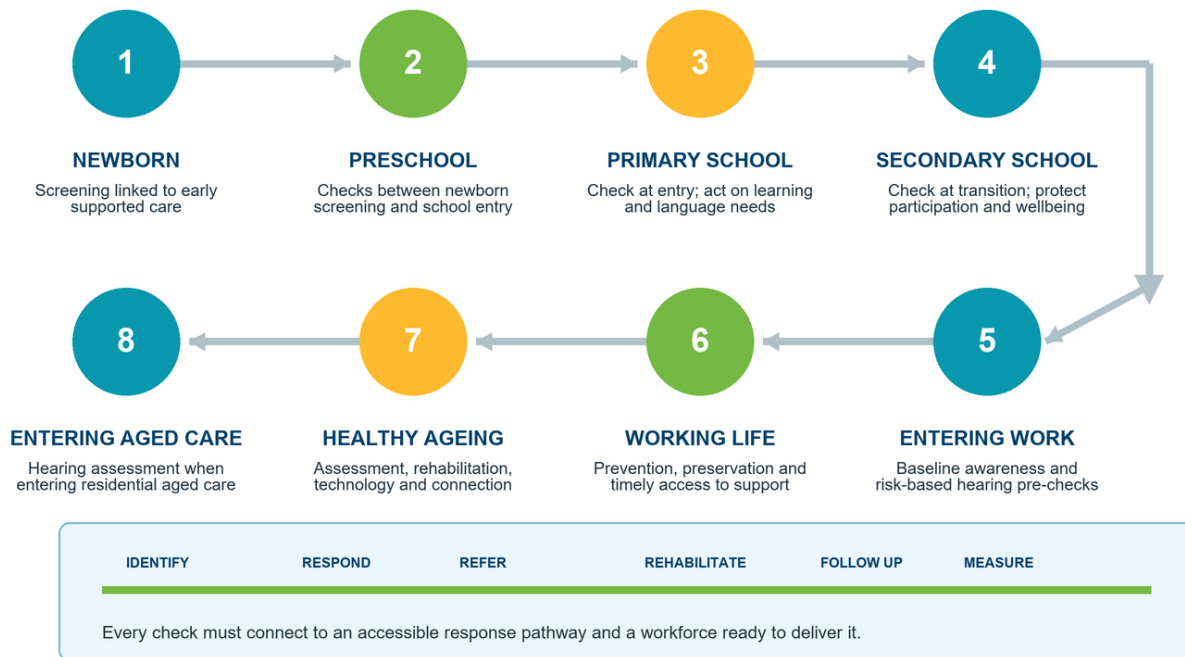 1
2
3
4
NEWBORN
Screening linked to early
supported care
PRESCHOOL
Checks between newborn
screening and school entry
PRIMARY SCHOOL
Check at entry; act on learning
and language needs
SECONDARY SCHOOL
Check at transition; protect
participation and wellbeing
8
7
6
5
ENTERING AGED CARE
Hearing assessment when
entering residential aged care
HEALTHY AGEING
Assessment, rehabilitation,
technology and connection
WORKING LIFE
Prevention, preservation and
timely access to support
ENTERING WORK
Baseline awareness and
risk-based hearing pre-checks
IDENTIFY
RESPOND
REFER
REHABILITATE
FOLLOW UP
MEASURE
Every check must connect to an accessible response pathway and a workforce ready to deliver it.